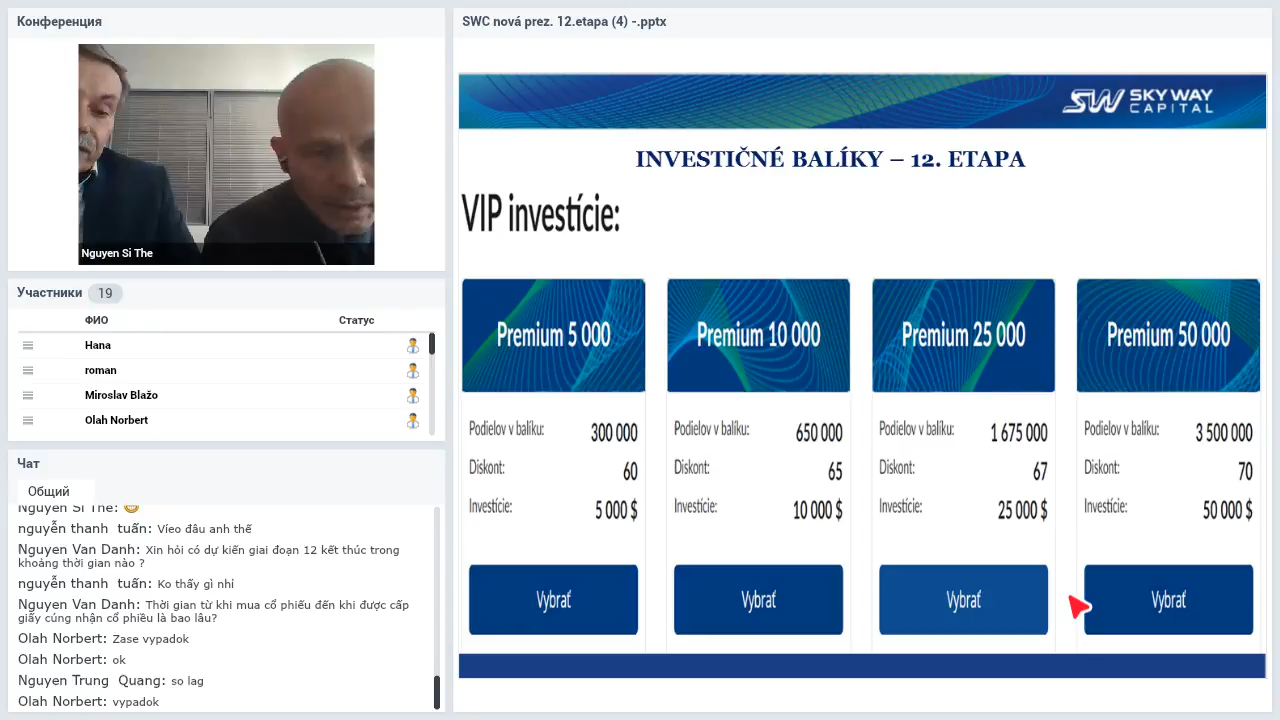 Конференция
Nguyen Si The
Участники 19
ФИО Статус
Hana
roman
Miroslav Blažo
Olah Norbert
Чат
Общий
Nguyen Si The:
nguyễn thanh tuấn: Víeo đâu anh thế
Nguyen Van Danh: Xin hỏi có dự kiến giai đoạn 12 kết thúc trong
khoảng thời gian nào ?
nguyễn thanh tuấn: Ko thấy gì nhỉ
Nguyen Van Danh: Thời gian từ khi mua cổ phiếu đến khi được cấp
giấy cúng nhận cổ phiều là bao lâu?
Olah Norbert: Zase vypadok
Olah Norbert: ok
Nguyen Trung Quang: so lag
Olah Norbert: vypadok
SWC nová prez. 12.etapa (4) -.pptx
SW SKY WAY
CAPITAL
INVESTIČNÉ BALÍKY – 12. ETAPA
VIP investície:
Premium 5 000
Podielov v balíku: 300 000
Diskont: 60
Investície: 5 000 $
Vybrať
Premium 10 000
Podielov v balíku: 650 000
Diskont: 65
Investície: 10 000 $
Vybrať
Premium 25 000
Podielov v balíku: 1 675 000
Diskont: 67
Investície: 25 000 $
Vybrať
Premium 50 000
Podielov v balíku: 3 500 000
Diskont: 70
Investície: 50 000 $
Vybrať